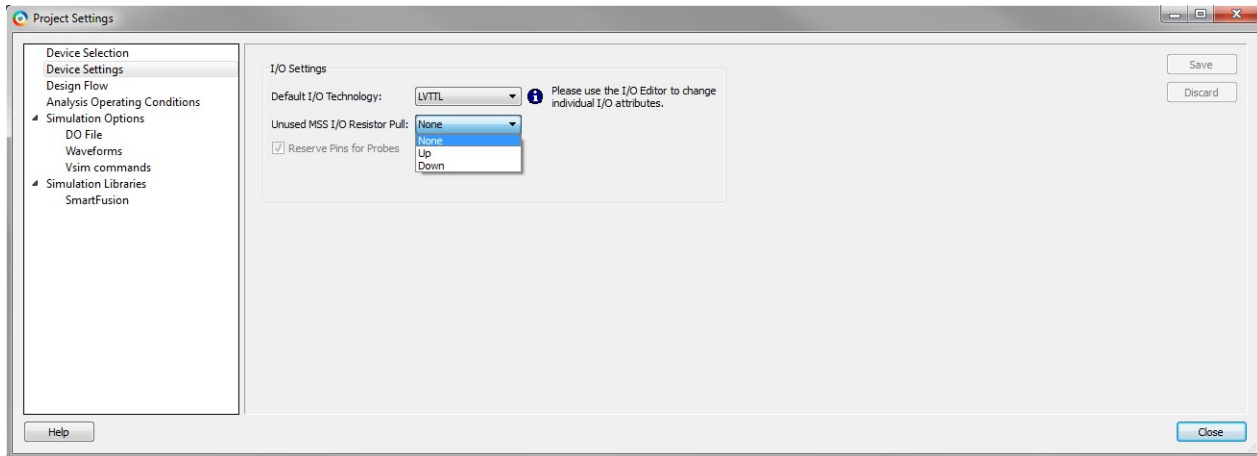 Project Settings
Device Selection
Device Settings
Design Flow
Analysis Operating Conditions
Simulation Options
DO File
Waveforms
Vsim commands
Simulation Libraries
SmartFusion
I/O Settings
Default I/O Technology: LVTTL Please use the I/O Editor to change
individual I/O attributes.
Unused MSS I/O Resistor Pull: None
None
Reserve Pins for Probes
Up
Down
Save
Discard
Help
Close